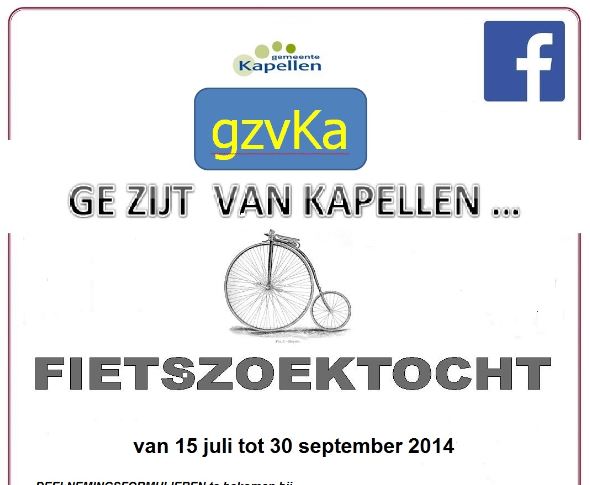 gemeente
Kapellen
f
gzvKa
GE ZIJT VAN KAPELLEN ...
FIETSZOEKTOCHT
van 15 juli tot 30 september 2014
DEELNEMINGSFORMULIEREN te bekomen bij